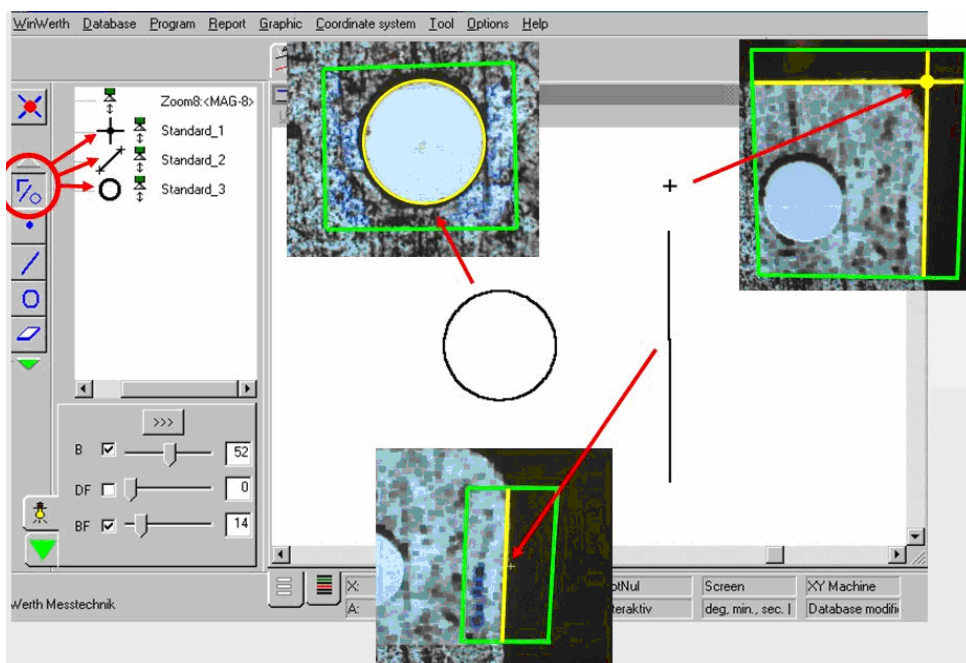 WinWerth Database Program Report Graphic Coordinate system Tool Options Help
Zoom8:<MAG-8>
Standard_1
Standard_2
Standard_3
>>>
B 52
DF 0
BF 14
X:
Screen
XY Machine
A:
deg, min., sec.
Database modifi
Werth Messtechnik